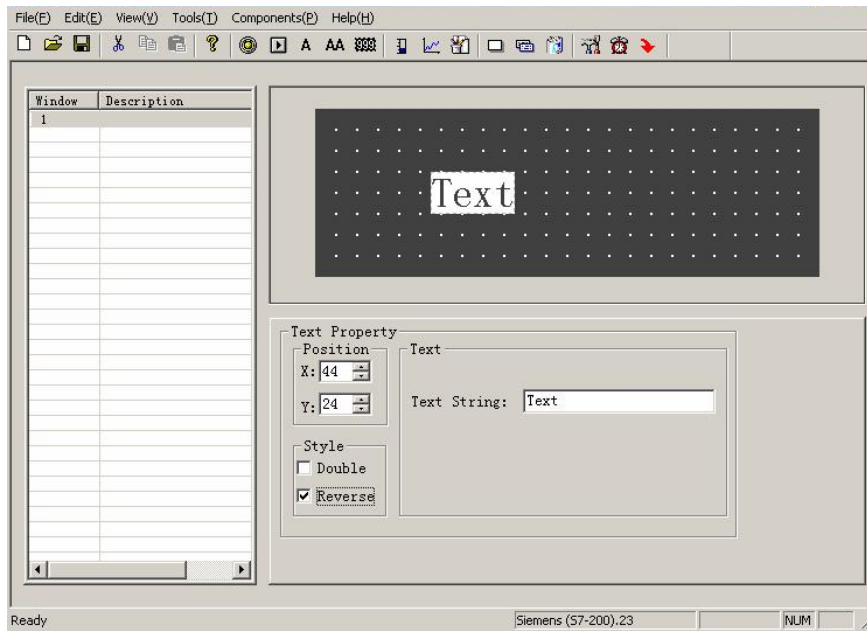 File(F) Edit(E) View(V) Tools(T) Components(P) Help(H)
A AA
Window Description
1
Text
Text Property
Position
X: 44
Y: 24
Style
Double
Reverse
Text
Text String: Text
Ready Siemens (S7-200).23 NUM